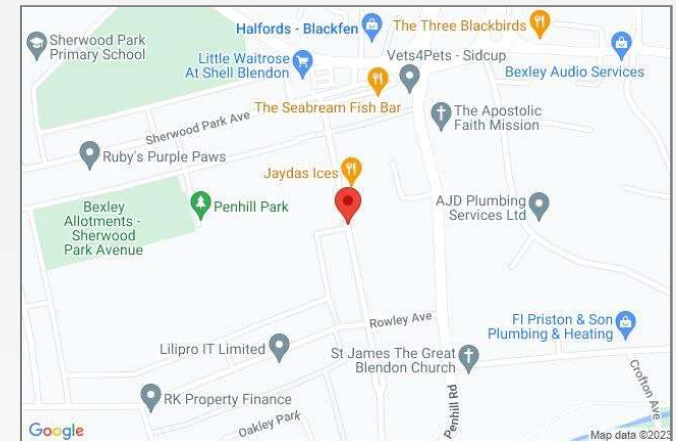 Halfords - Blackfen
The Three Blackbirds
Sherwood Park
Primary School
Little Waitrose
At Shell Blendon
Vets4Pets - Sidcup
Bexley Audio Services
The Seabream Fish Bar
The Apostolic
Faith Mission
Sherwood Park Ave
Ruby's Purple Paws
Jaydas Ices
Bexley
Allotments -
Sherwood
Park Avenue
Penhill Park
AJD Plumbing
Services Ltd
Rowley Ave
FI Priston & Son
Plumbing & Heating
Lilipro IT Limited
St James The Great
Blendon Church
RK Property Finance
Penhill Rd
Crofton Ave
Oakley Park
Google
Map data ©2023